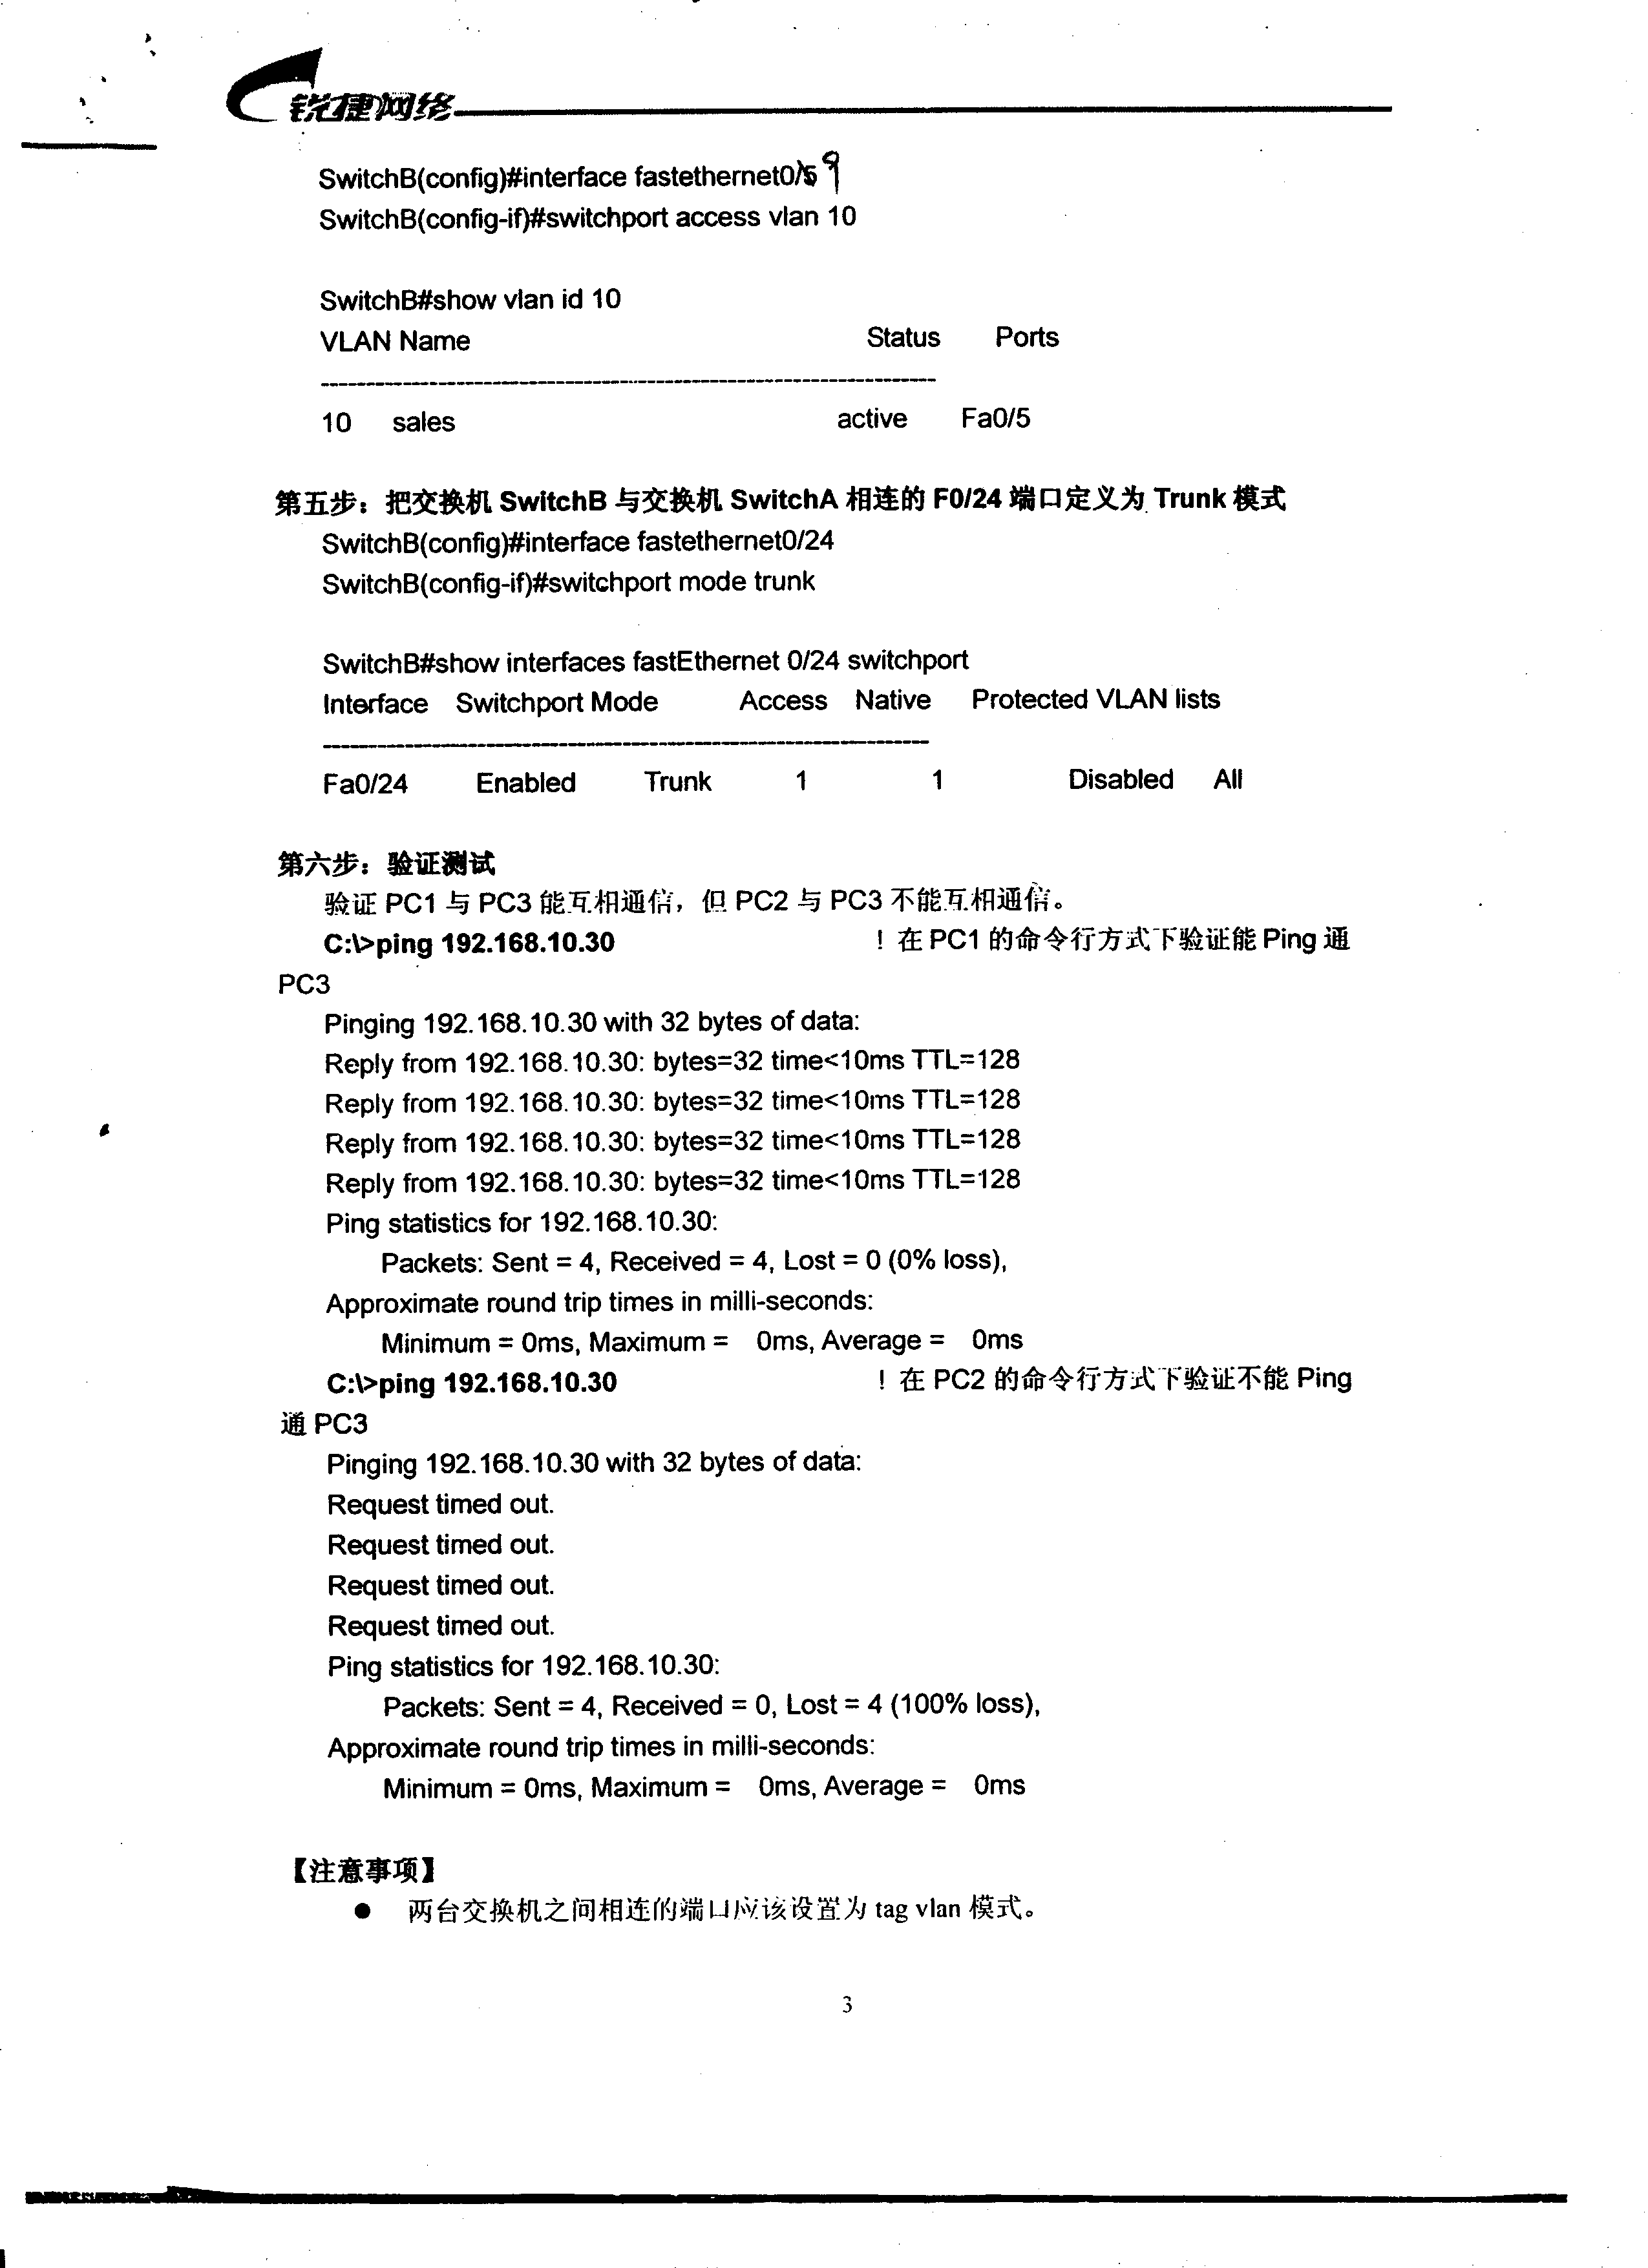 锐捷网络
SwitchB(config)#interface fastethernet0/5 9
SwitchB(config-if)#switchport access vlan 10
SwitchB#show vlan id 10
VLAN Name Status Ports
---------------------------------------------------------------------
10 sales active Fa0/5
第五步：把交换机 SwitchB 与交换机 SwitchA 相连的 F0/24 端口定义为 Trunk 模式
SwitchB(config)#interface fastethernet0/24
SwitchB(config-if)#switchport mode trunk
SwitchB#show interfaces fastEthernet 0/24 switchport
Interface Switchport Mode Access Native Protected VLAN lists
--------------------------------------------------------------------
Fa0/24 Enabled Trunk 1 1 Disabled All
第六步：验证测试
验证 PC1 与 PC3 能互相通信，但 PC2 与 PC3 不能互相通信。
C:\>ping 192.168.10.30 ！在 PC1 的命令行方式下验证能 Ping 通
PC3
Pinging 192.168.10.30 with 32 bytes of data:
Reply from 192.168.10.30: bytes=32 time<10ms TTL=128
Reply from 192.168.10.30: bytes=32 time<10ms TTL=128
Reply from 192.168.10.30: bytes=32 time<10ms TTL=128
Reply from 192.168.10.30: bytes=32 time<10ms TTL=128
Ping statistics for 192.168.10.30:
Packets: Sent = 4, Received = 4, Lost = 0 (0% loss),
Approximate round trip times in milli-seconds:
Minimum = 0ms, Maximum = 0ms, Average = 0ms
C:\>ping 192.168.10.30 ！在 PC2 的命令行方式下验证不能 Ping
通 PC3
Pinging 192.168.10.30 with 32 bytes of data:
Request timed out.
Request timed out.
Request timed out.
Request timed out.
Ping statistics for 192.168.10.30:
Packets: Sent = 4, Received = 0, Lost = 4 (100% loss),
Approximate round trip times in milli-seconds:
Minimum = 0ms, Maximum = 0ms, Average = 0ms
【注意事项】
● 两台交换机之间相连的端口应该设置为 tag vlan 模式。
3